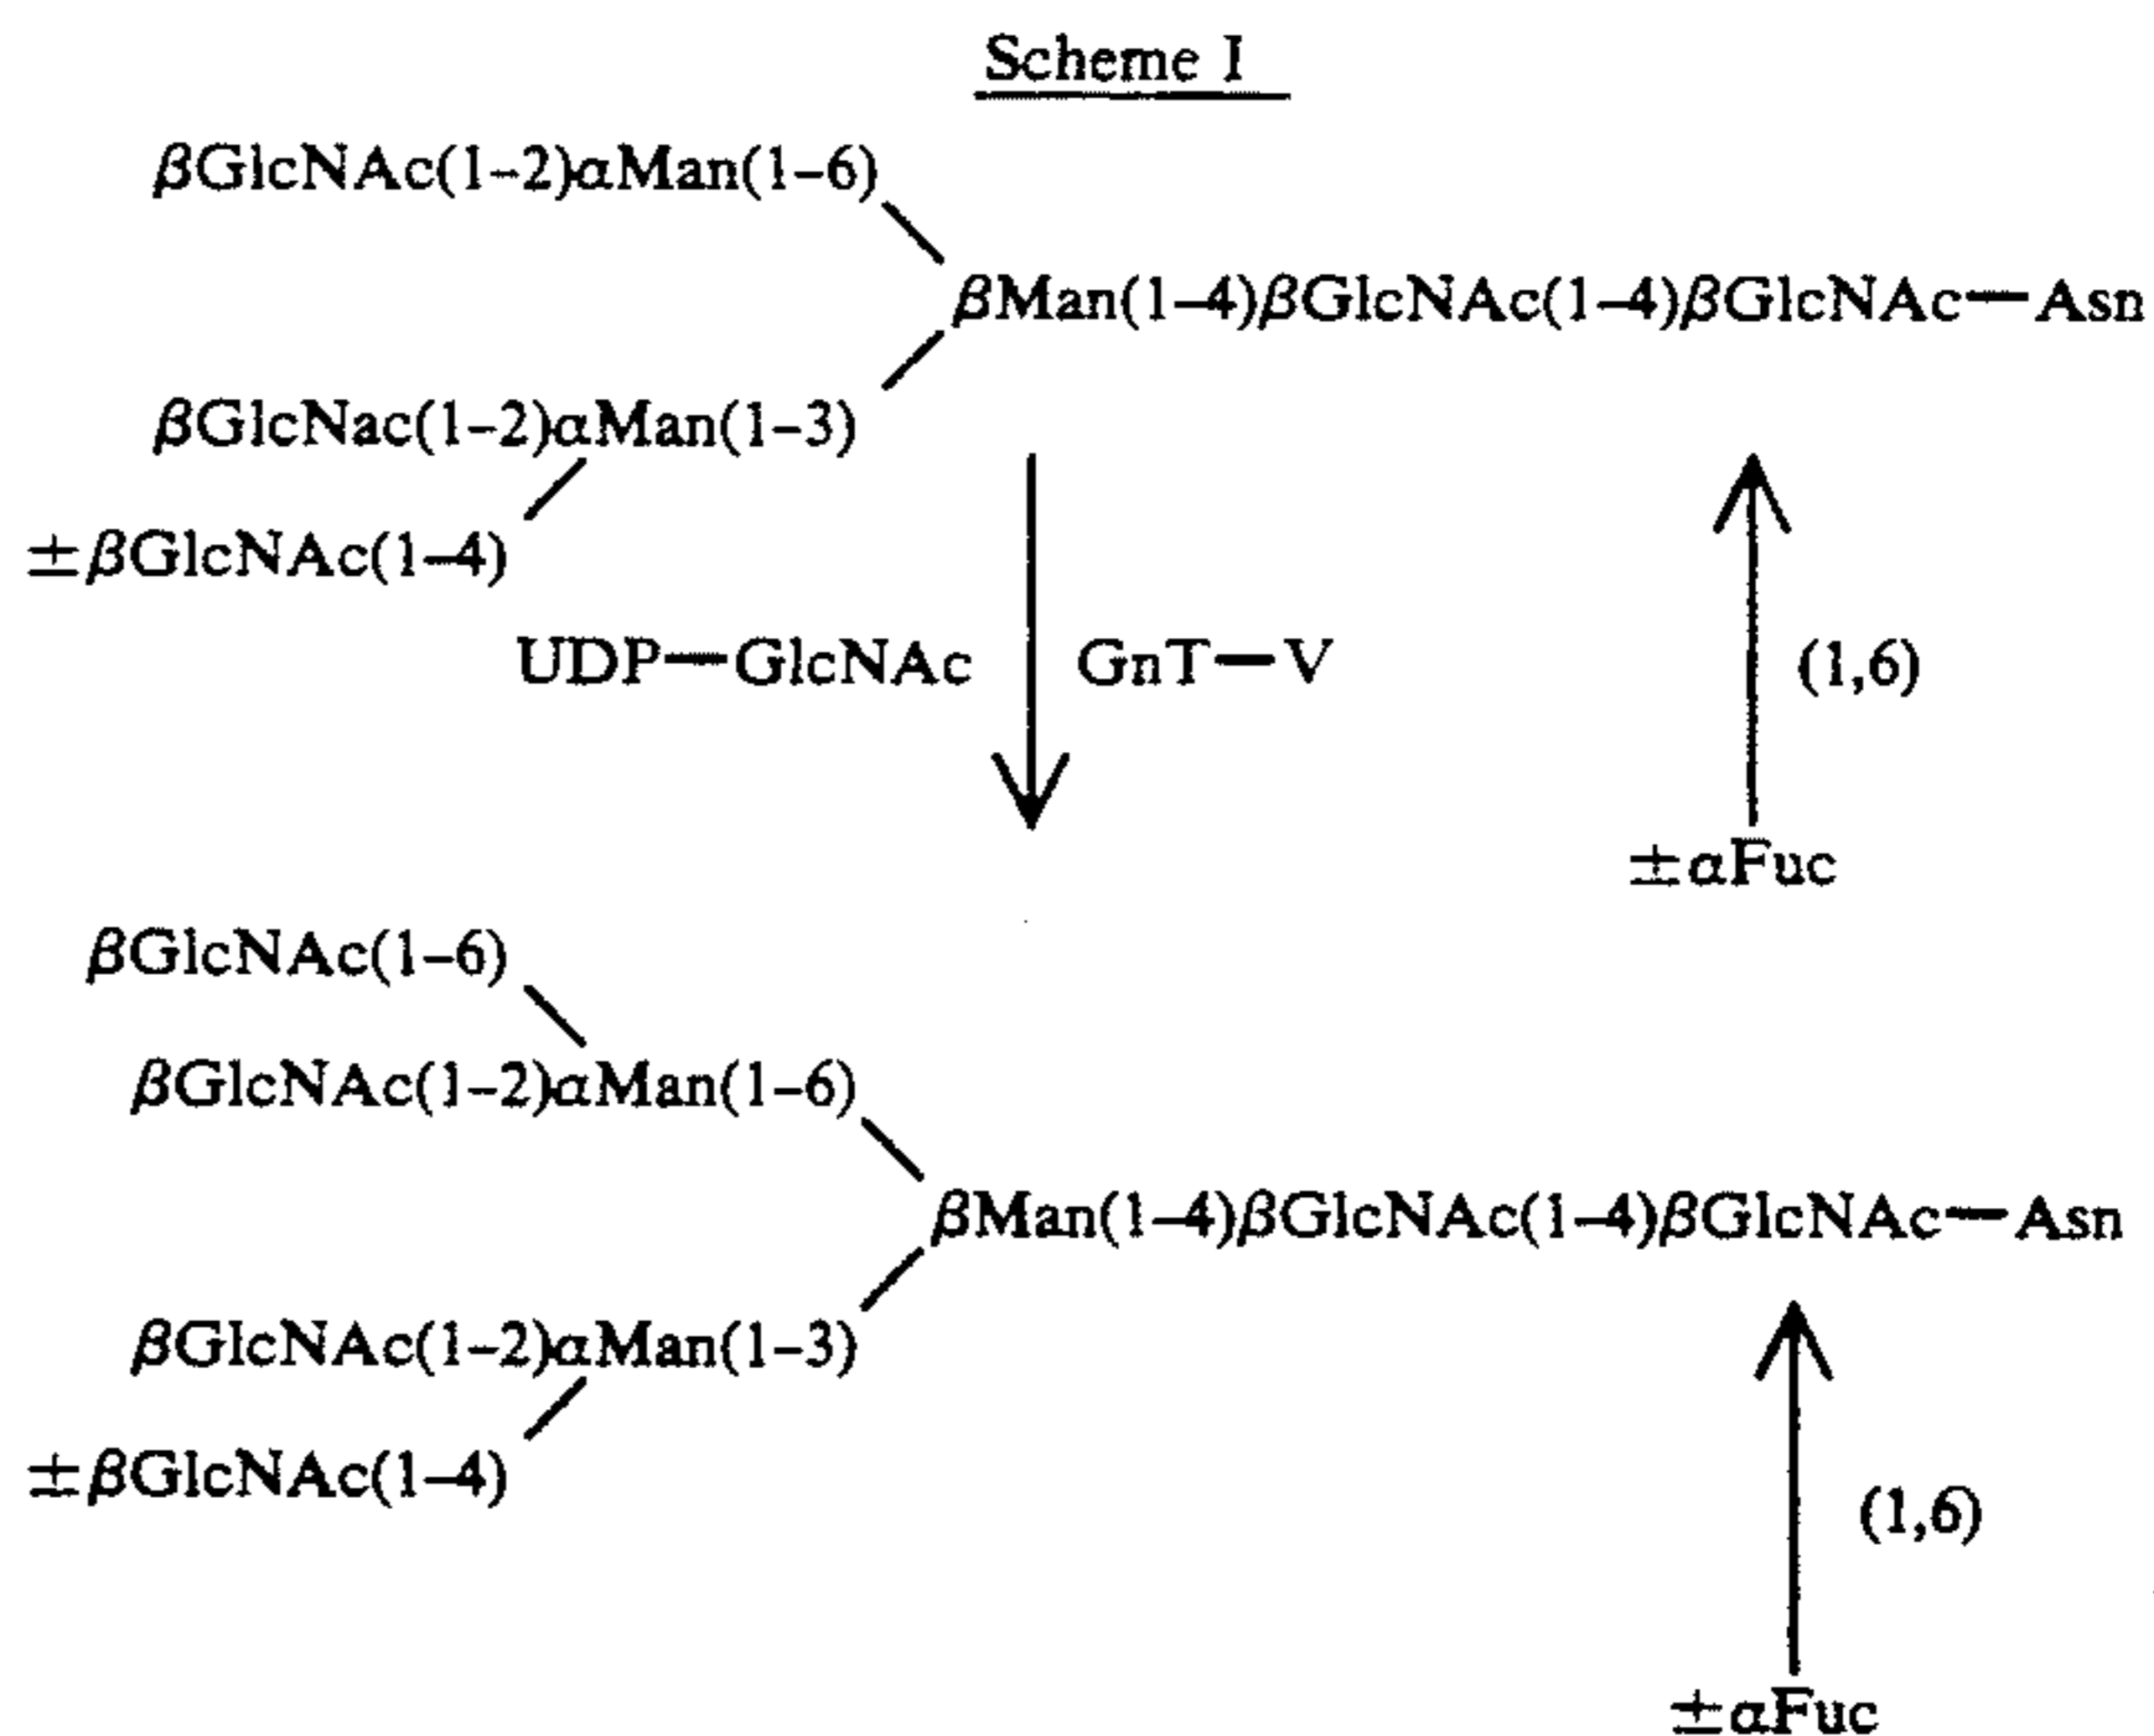 Scheme I
βGlcNAc(1–2)αMan(1–6)
βMan(1–4)βGlcNAc(1–4)βGlcNAc—Asn
βGlcNac(1–2)αMan(1–3)
±βGlcNAc(1–4)
UDP—GlcNAc GnT—V (1,6)
±αFuc
βGlcNAc(1–6)
βGlcNAc(1–2)αMan(1–6)
βMan(1–4)βGlcNAc(1–4)βGlcNAc—Asn
βGlcNAc(1–2)αMan(1–3)
±βGlcNAc(1–4)
(1,6)
±αFuc